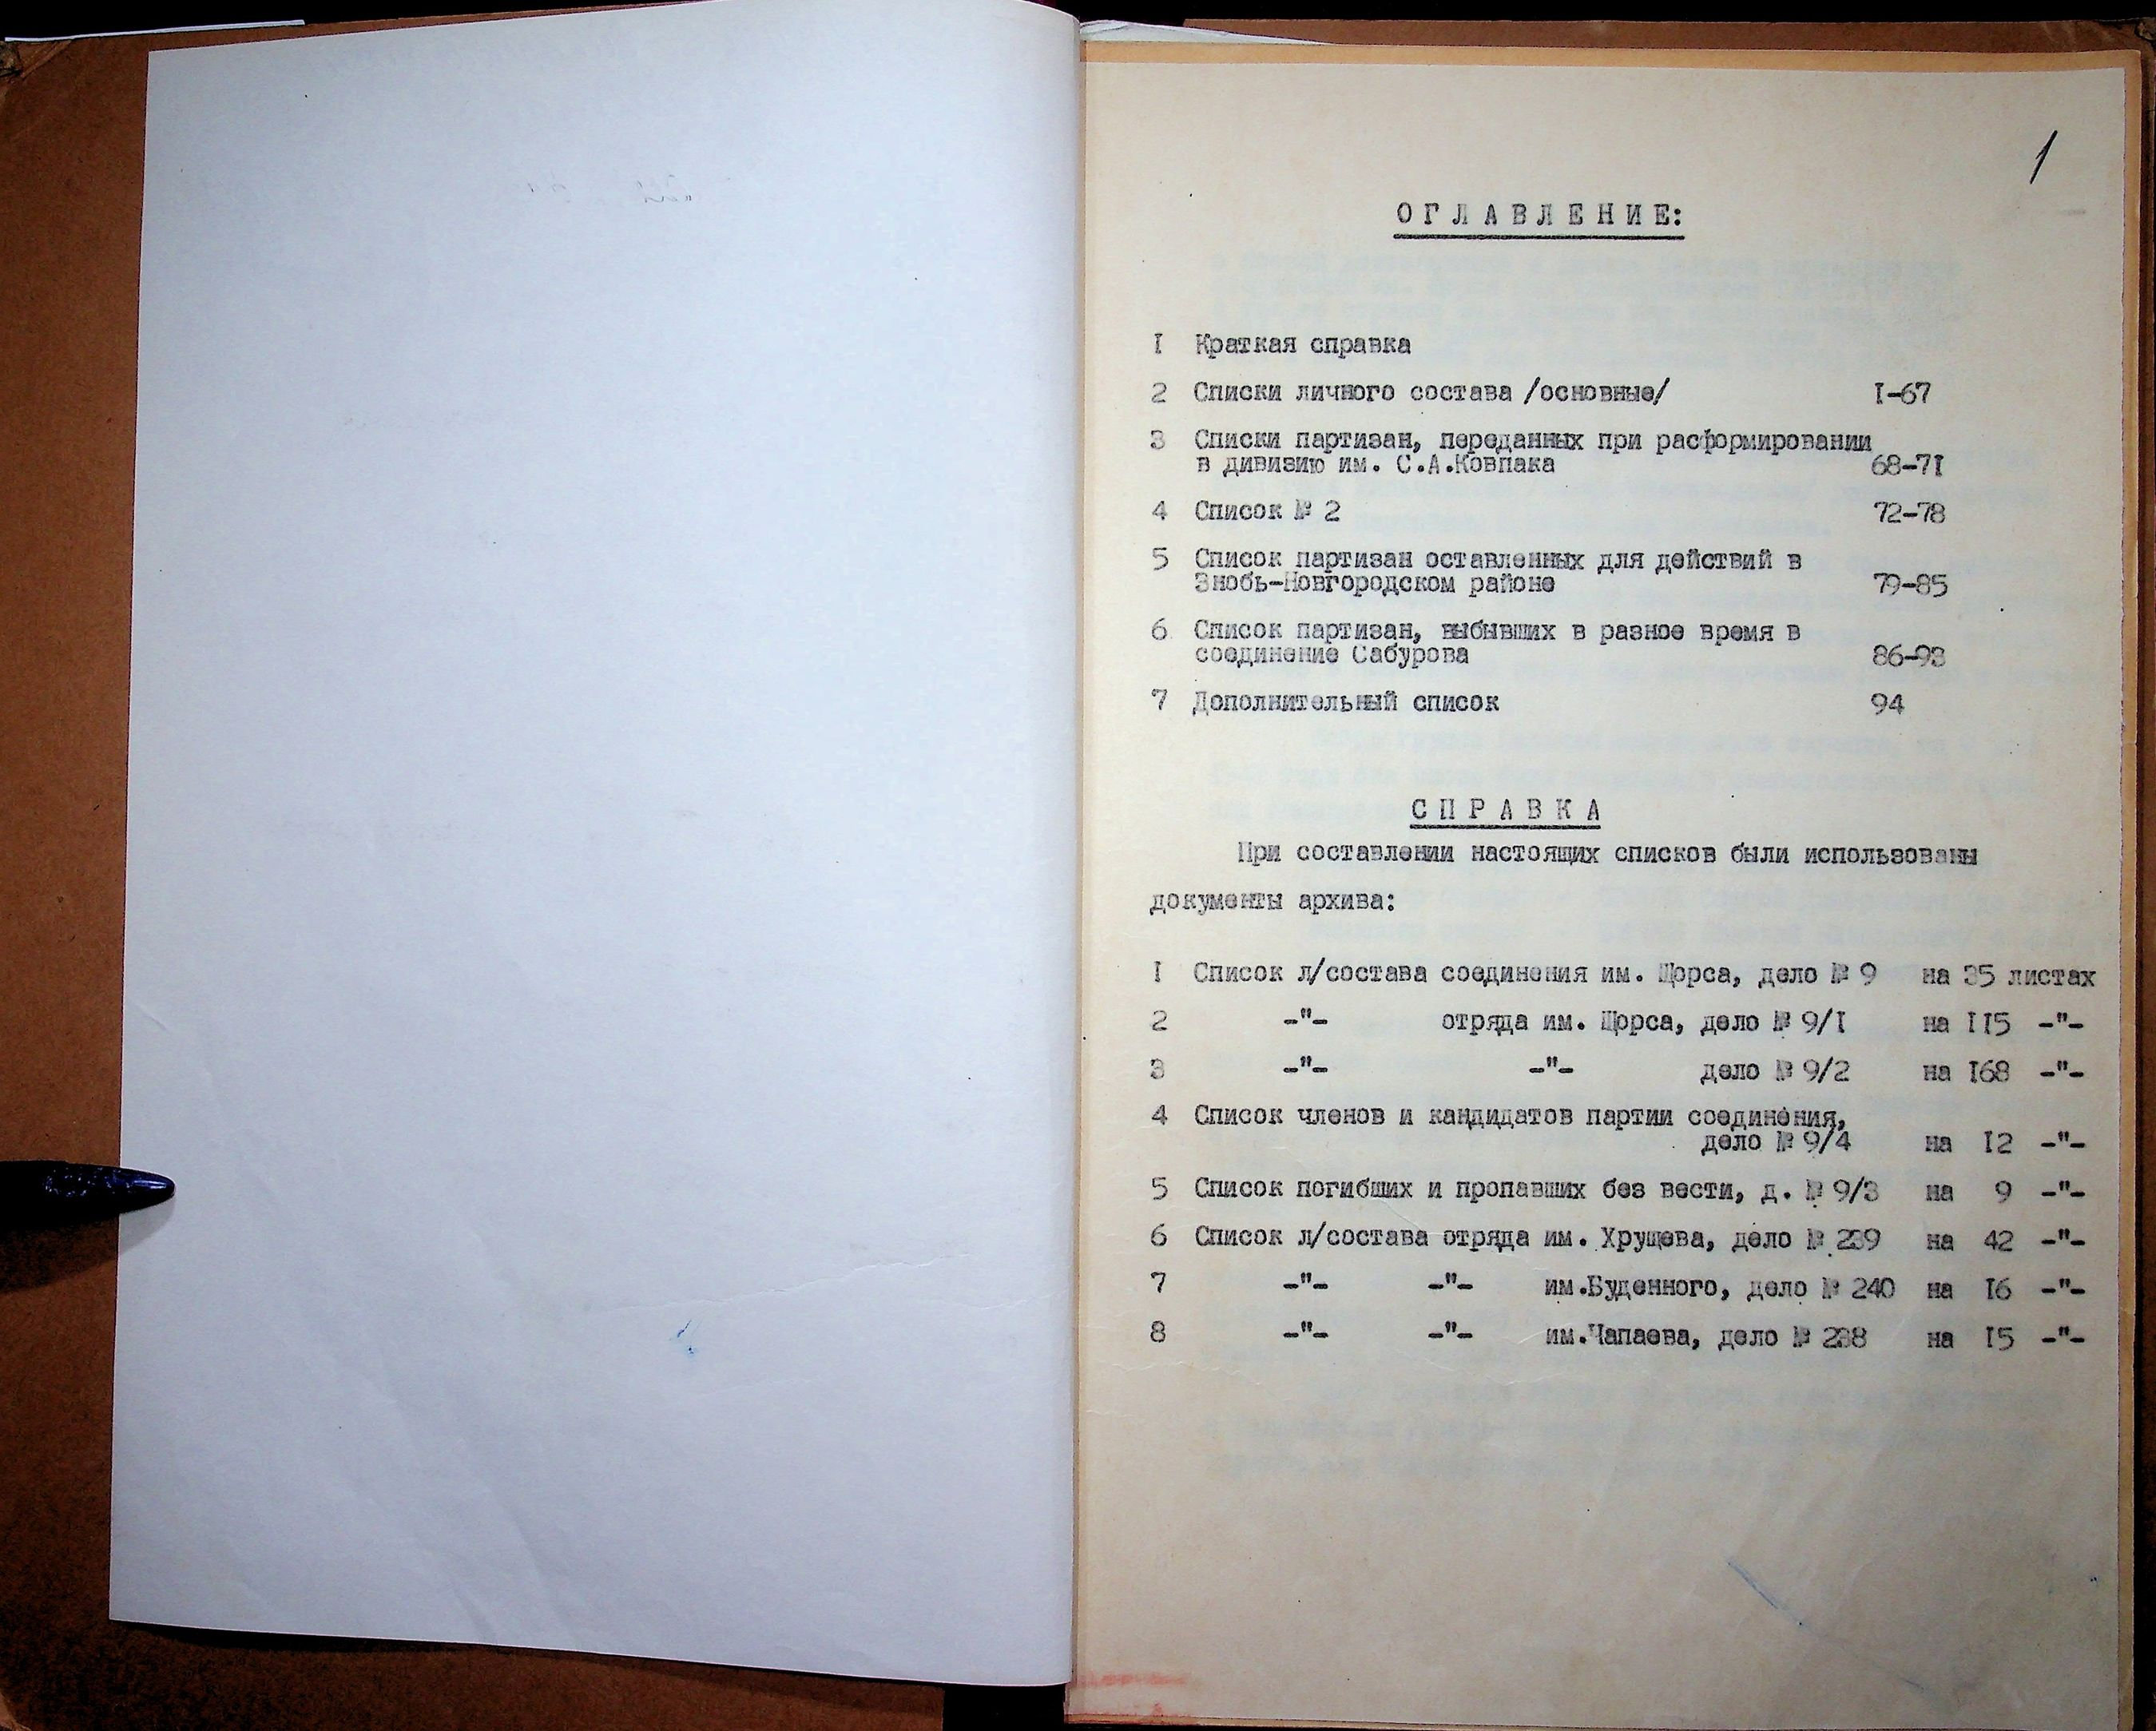 1
ОГЛАВЛЕНИЕ:
I Краткая справка
2 Списки личного состава /основные/ I-67
3 Списки партизан, переданных при расформировании
в дивизию им. С.А.Ковпака 68-7I
4 Список № 2 72-78
5 Список партизан оставленных для действий в
Знобь-Новгородском районе 79-85
6 Список партизан, выбывших в разное время в
соединение Сабурова 86-93
7 Дополнительный список 94
СПРАВКА
При составлении настоящих списков были использованы
документы архива:
I Список л/состава соединения им. Щорса, дело № 9 на 35 листах
2 -"- отряда им. Щорса, дело № 9/I на II5 -"-
3 -"- -"- дело № 9/2 на I68 -"-
4 Список членов и кандидатов партии соединения,
дело № 9/4 на I2 -"-
5 Список погибших и пропавших без вести, д. № 9/3 на 9 -"-
6 Список л/состава отряда им. Хрущева, дело № 239 на 42 -"-
7 -"- -"- им.Буденного, дело № 240 на I6 -"-
8 -"- -"- им.Чапаева, дело № 238 на I5 -"-